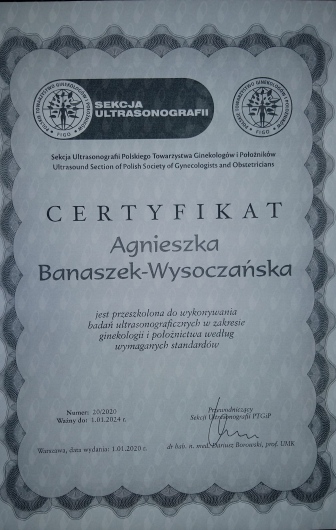 SEKCJA
ULTRASONOGRAFII
Sekcja Ultrasonografii Polskiego Towarzystwa Ginekologów i Położników
Ultrasound Section of Polish Society of Gynecologists and Obstetricians
CERTYFIKAT
Agnieszka
Banaszek-Wysoczańska
jest przeszkolona do wykonywania
badań ultrasonograficznych w zakresie
ginekologii i położnictwa według
wymaganych standardów
Numer: 20/2020
Ważny do: 1.01.2024 r.
Przewodniczący
Sekcji Ultrasonografii PTGiP
Warszawa, data wydania: 1.01.2020 r.
dr hab. n. med. Dariusz Borowski, prof. UMK